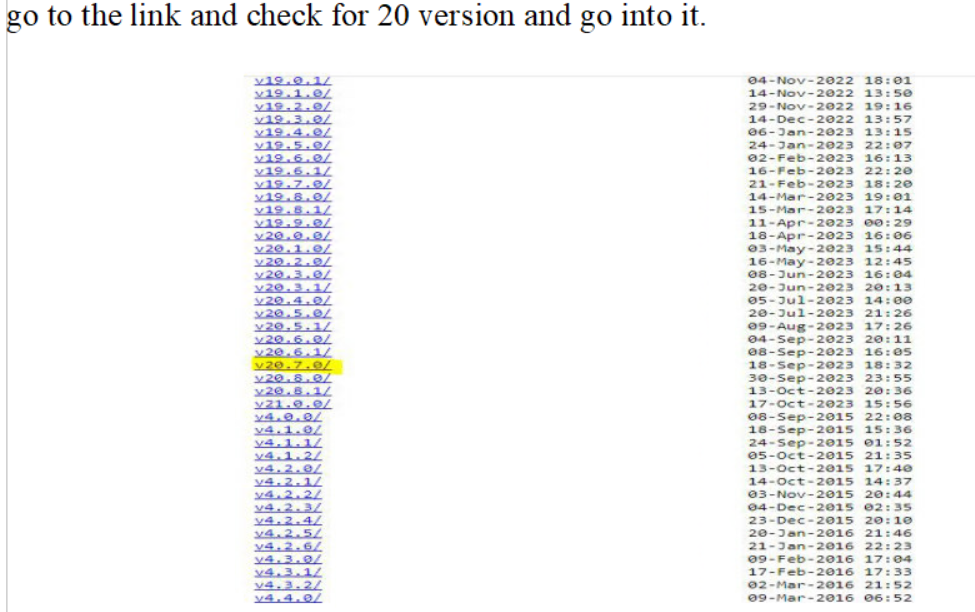 go to the link and check for 20 version and go into it.
v19.0.1/ 04-Nov-2022 18:01
v19.1.0/ 14-Nov-2022 13:50
v19.2.0/ 29-Nov-2022 19:16
v19.3.0/ 14-Dec-2022 13:57
v19.4.0/ 06-Jan-2023 13:15
v19.5.0/ 24-Jan-2023 22:07
v19.6.0/ 02-Feb-2023 16:13
v19.6.1/ 16-Feb-2023 22:20
v19.7.0/ 21-Feb-2023 18:20
v19.8.0/ 14-Mar-2023 19:01
v19.8.1/ 15-Mar-2023 17:14
v19.9.0/ 11-Apr-2023 00:29
v20.0.0/ 18-Apr-2023 16:06
v20.1.0/ 03-May-2023 15:44
v20.2.0/ 16-May-2023 12:45
v20.3.0/ 08-Jun-2023 16:04
v20.3.1/ 20-Jun-2023 20:13
v20.4.0/ 05-Jul-2023 14:00
v20.5.0/ 20-Jul-2023 21:26
v20.5.1/ 09-Aug-2023 17:26
v20.6.0/ 04-Sep-2023 20:11
v20.6.1/ 08-Sep-2023 16:05
v20.7.0/ 18-Sep-2023 18:32
v20.8.0/ 30-Sep-2023 23:55
v20.8.1/ 13-Oct-2023 20:36
v21.0.0/ 17-Oct-2023 15:56
v4.0.0/ 08-Sep-2015 22:08
v4.1.0/ 18-Sep-2015 15:36
v4.1.1/ 24-Sep-2015 01:52
v4.1.2/ 05-Oct-2015 21:35
v4.2.0/ 13-Oct-2015 17:40
v4.2.1/ 14-Oct-2015 14:37
v4.2.2/ 03-Nov-2015 20:44
v4.2.3/ 04-Dec-2015 02:35
v4.2.4/ 23-Dec-2015 20:10
v4.2.5/ 20-Jan-2016 21:46
v4.2.6/ 21-Jan-2016 22:23
v4.3.0/ 09-Feb-2016 17:04
v4.3.1/ 17-Feb-2016 17:33
v4.3.2/ 02-Mar-2016 21:52
v4.4.0/ 09-Mar-2016 06:52